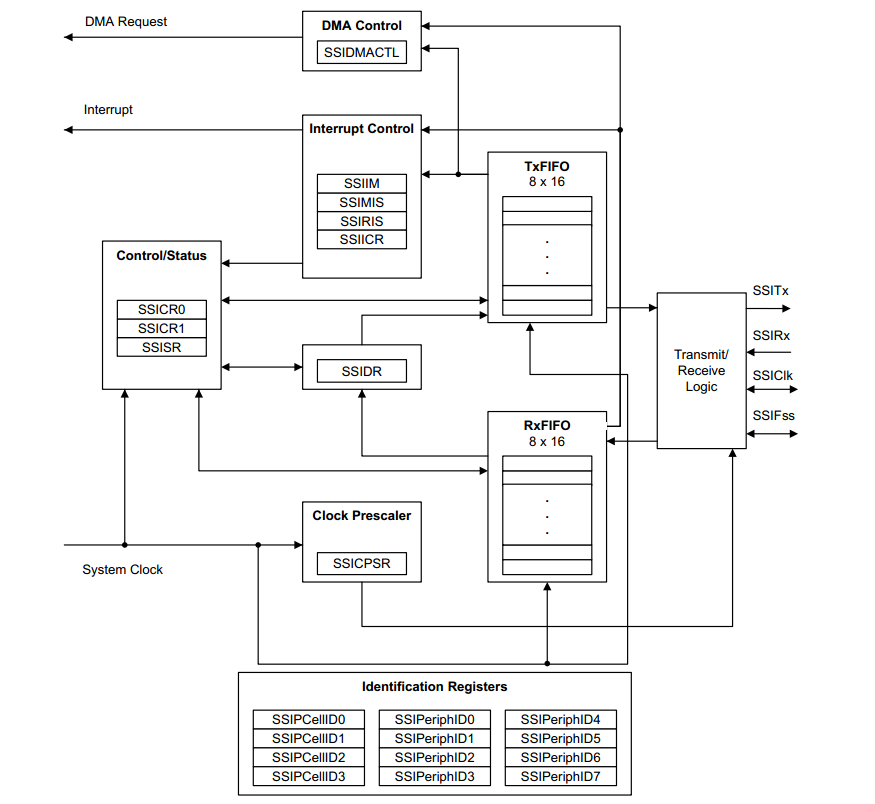 DMA Request
DMA Control
SSIDMACTL
Interrupt
Interrupt Control
SSIIM
SSIMIS
SSIRIS
SSIICR
TxFIFO
8 x 16
.
.
.
Control/Status
SSICR0
SSICR1
SSISR
SSIDR
Transmit/
Receive
Logic
SSITx
SSIRx
SSIClk
SSIFss
RxFIFO
8 x 16
.
.
.
Clock Prescaler
SSICPSR
System Clock
Identification Registers
SSIPCellID0
SSIPCellID1
SSIPCellID2
SSIPCellID3
SSIPeriphID0
SSIPeriphID1
SSIPeriphID2
SSIPeriphID3
SSIPeriphID4
SSIPeriphID5
SSIPeriphID6
SSIPeriphID7